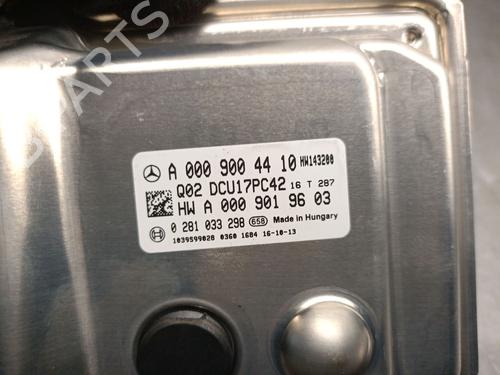 A 000 900 44 10 HW143200
Q02 DCU17PC42 16 T 287
HW A 000 901 96 03
0 281 033 298 658 Made in Hungary
1039S99028 0360 1684 16-10-13